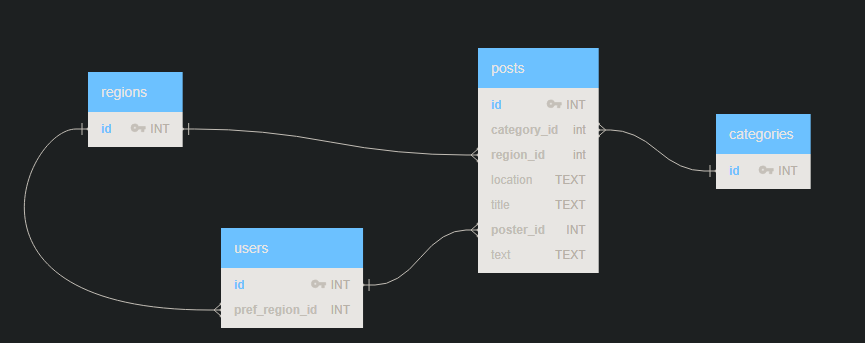 regions
id INT
users
id INT
pref_region_id INT
posts
id INT
category_id int
region_id int
location TEXT
title TEXT
poster_id INT
text TEXT
categories
id INT